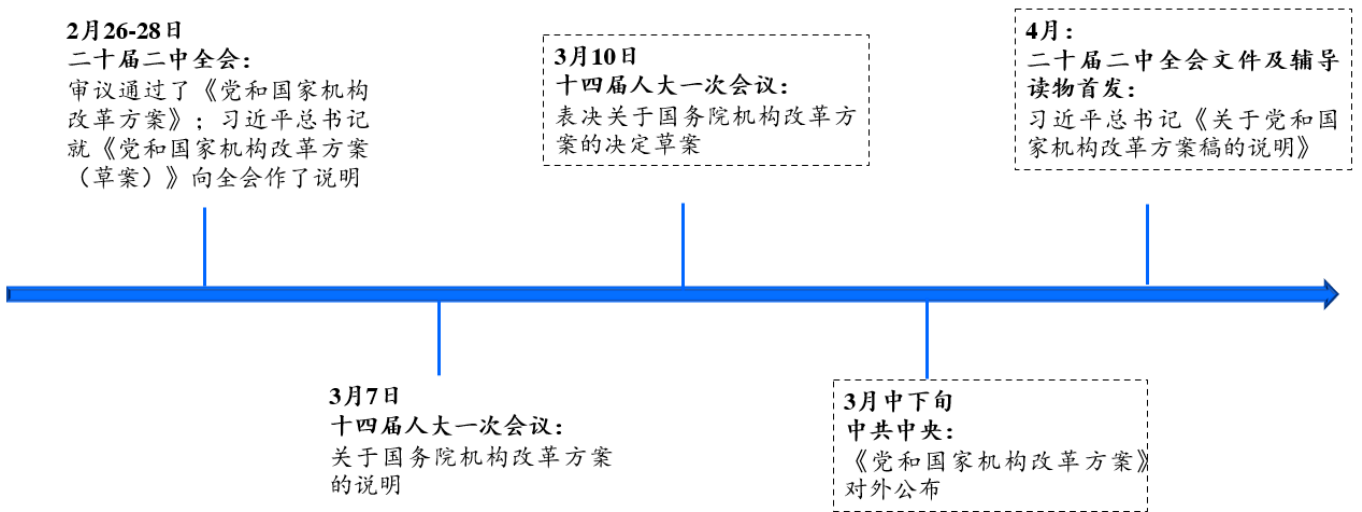 2月26-28日
二十届二中全会：
审议通过了《党和国家机构
改革方案》；习近平总书记
就《党和国家机构改革方案
（草案）》向全会作了说明
3月7日
十四届人大一次会议：
关于国务院机构改革方案
的说明
3月10日
十四届人大一次会议：
表决关于国务院机构改革方
案的决定草案
3月中下旬
中共中央：
《党和国家机构改革方案》
对外公布
4月：
二十届二中全会文件及辅导
读物首发：
习近平总书记《关于党和国
家机构改革方案稿的说明》